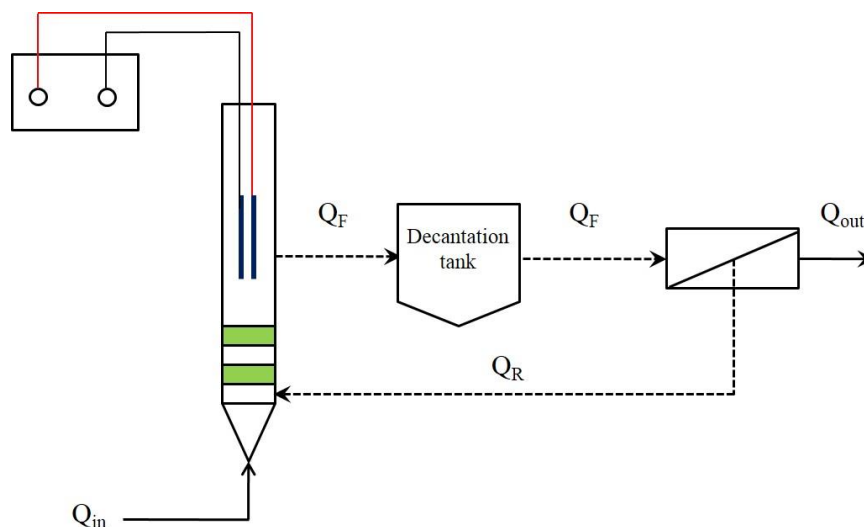 Q_F
Q_F
Q_out
Decantation
tank
Q_R
Q_in